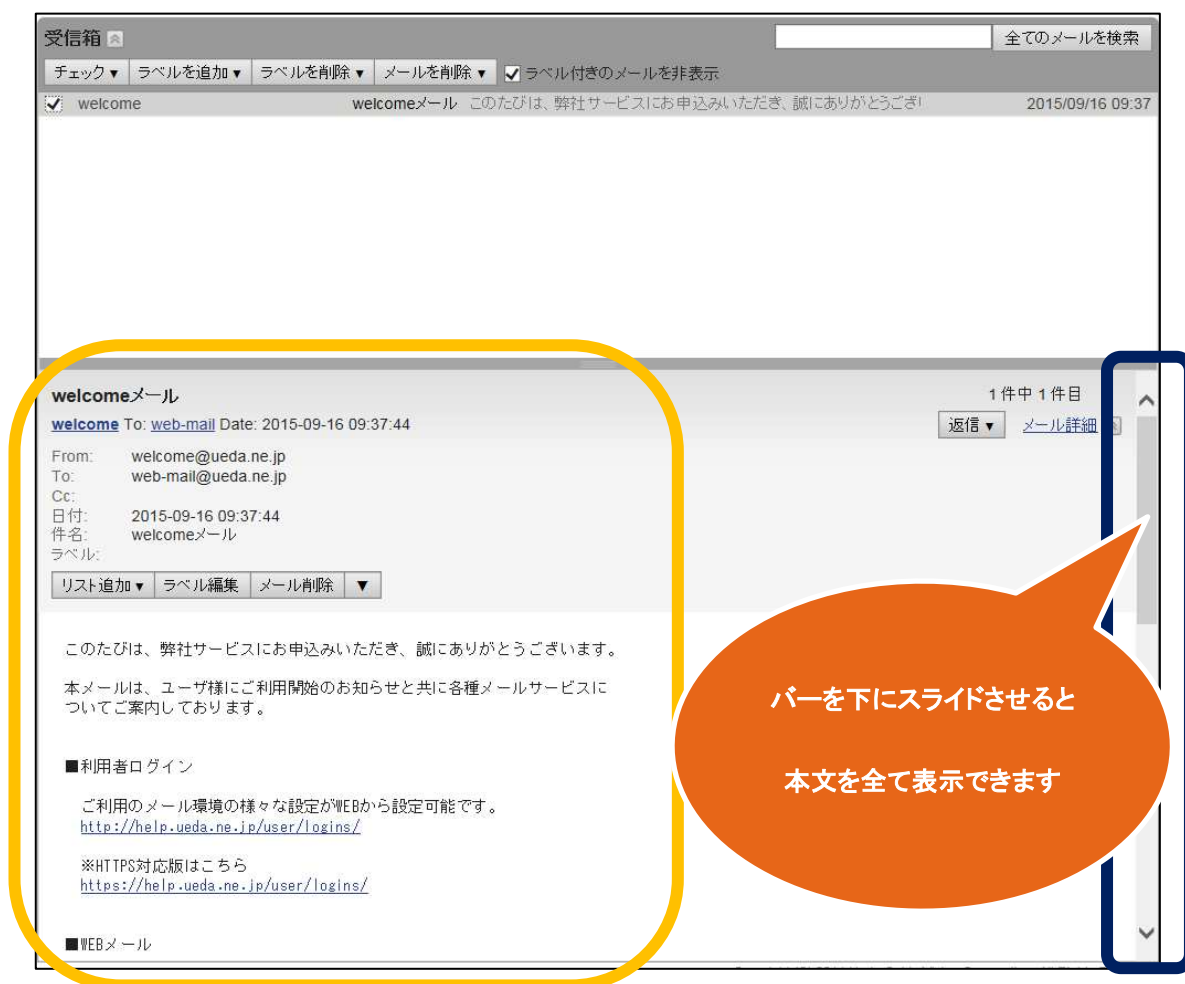 受信箱
全てのメールを検索
チェック▼ ラベルを追加▼ ラベルを削除▼ メールを削除▼ ラベル付きのメールを非表示
welcome welcomeメール このたびは、弊社サービスにお申込みいただき、誠にありがとうござ 2015/09/16 09:37
welcomeメール 1件中1件目
welcome To: web-mail Date: 2015-09-16 09:37:44 返信▼ メール詳細
From: welcome@ueda.ne.jp
To: web-mail@ueda.ne.jp
Cc:
日付: 2015-09-16 09:37:44
件名: welcomeメール
ラベル:
リスト追加▼ ラベル編集 メール削除 ▼
このたびは、弊社サービスにお申込みいただき、誠にありがとうございます。
本メールは、ユーザ様にご利用開始のお知らせと共に各種メールサービスに
ついてご案内しております。
■利用者ログイン
ご利用のメール環境の様々な設定がWEBから設定可能です。
http://help.ueda.ne.jp/user/logins/
※HTTPS対応版はこちら
https://help.ueda.ne.jp/user/logins/
■WEBメール
バーを下にスライドさせると
本文を全て表示できます